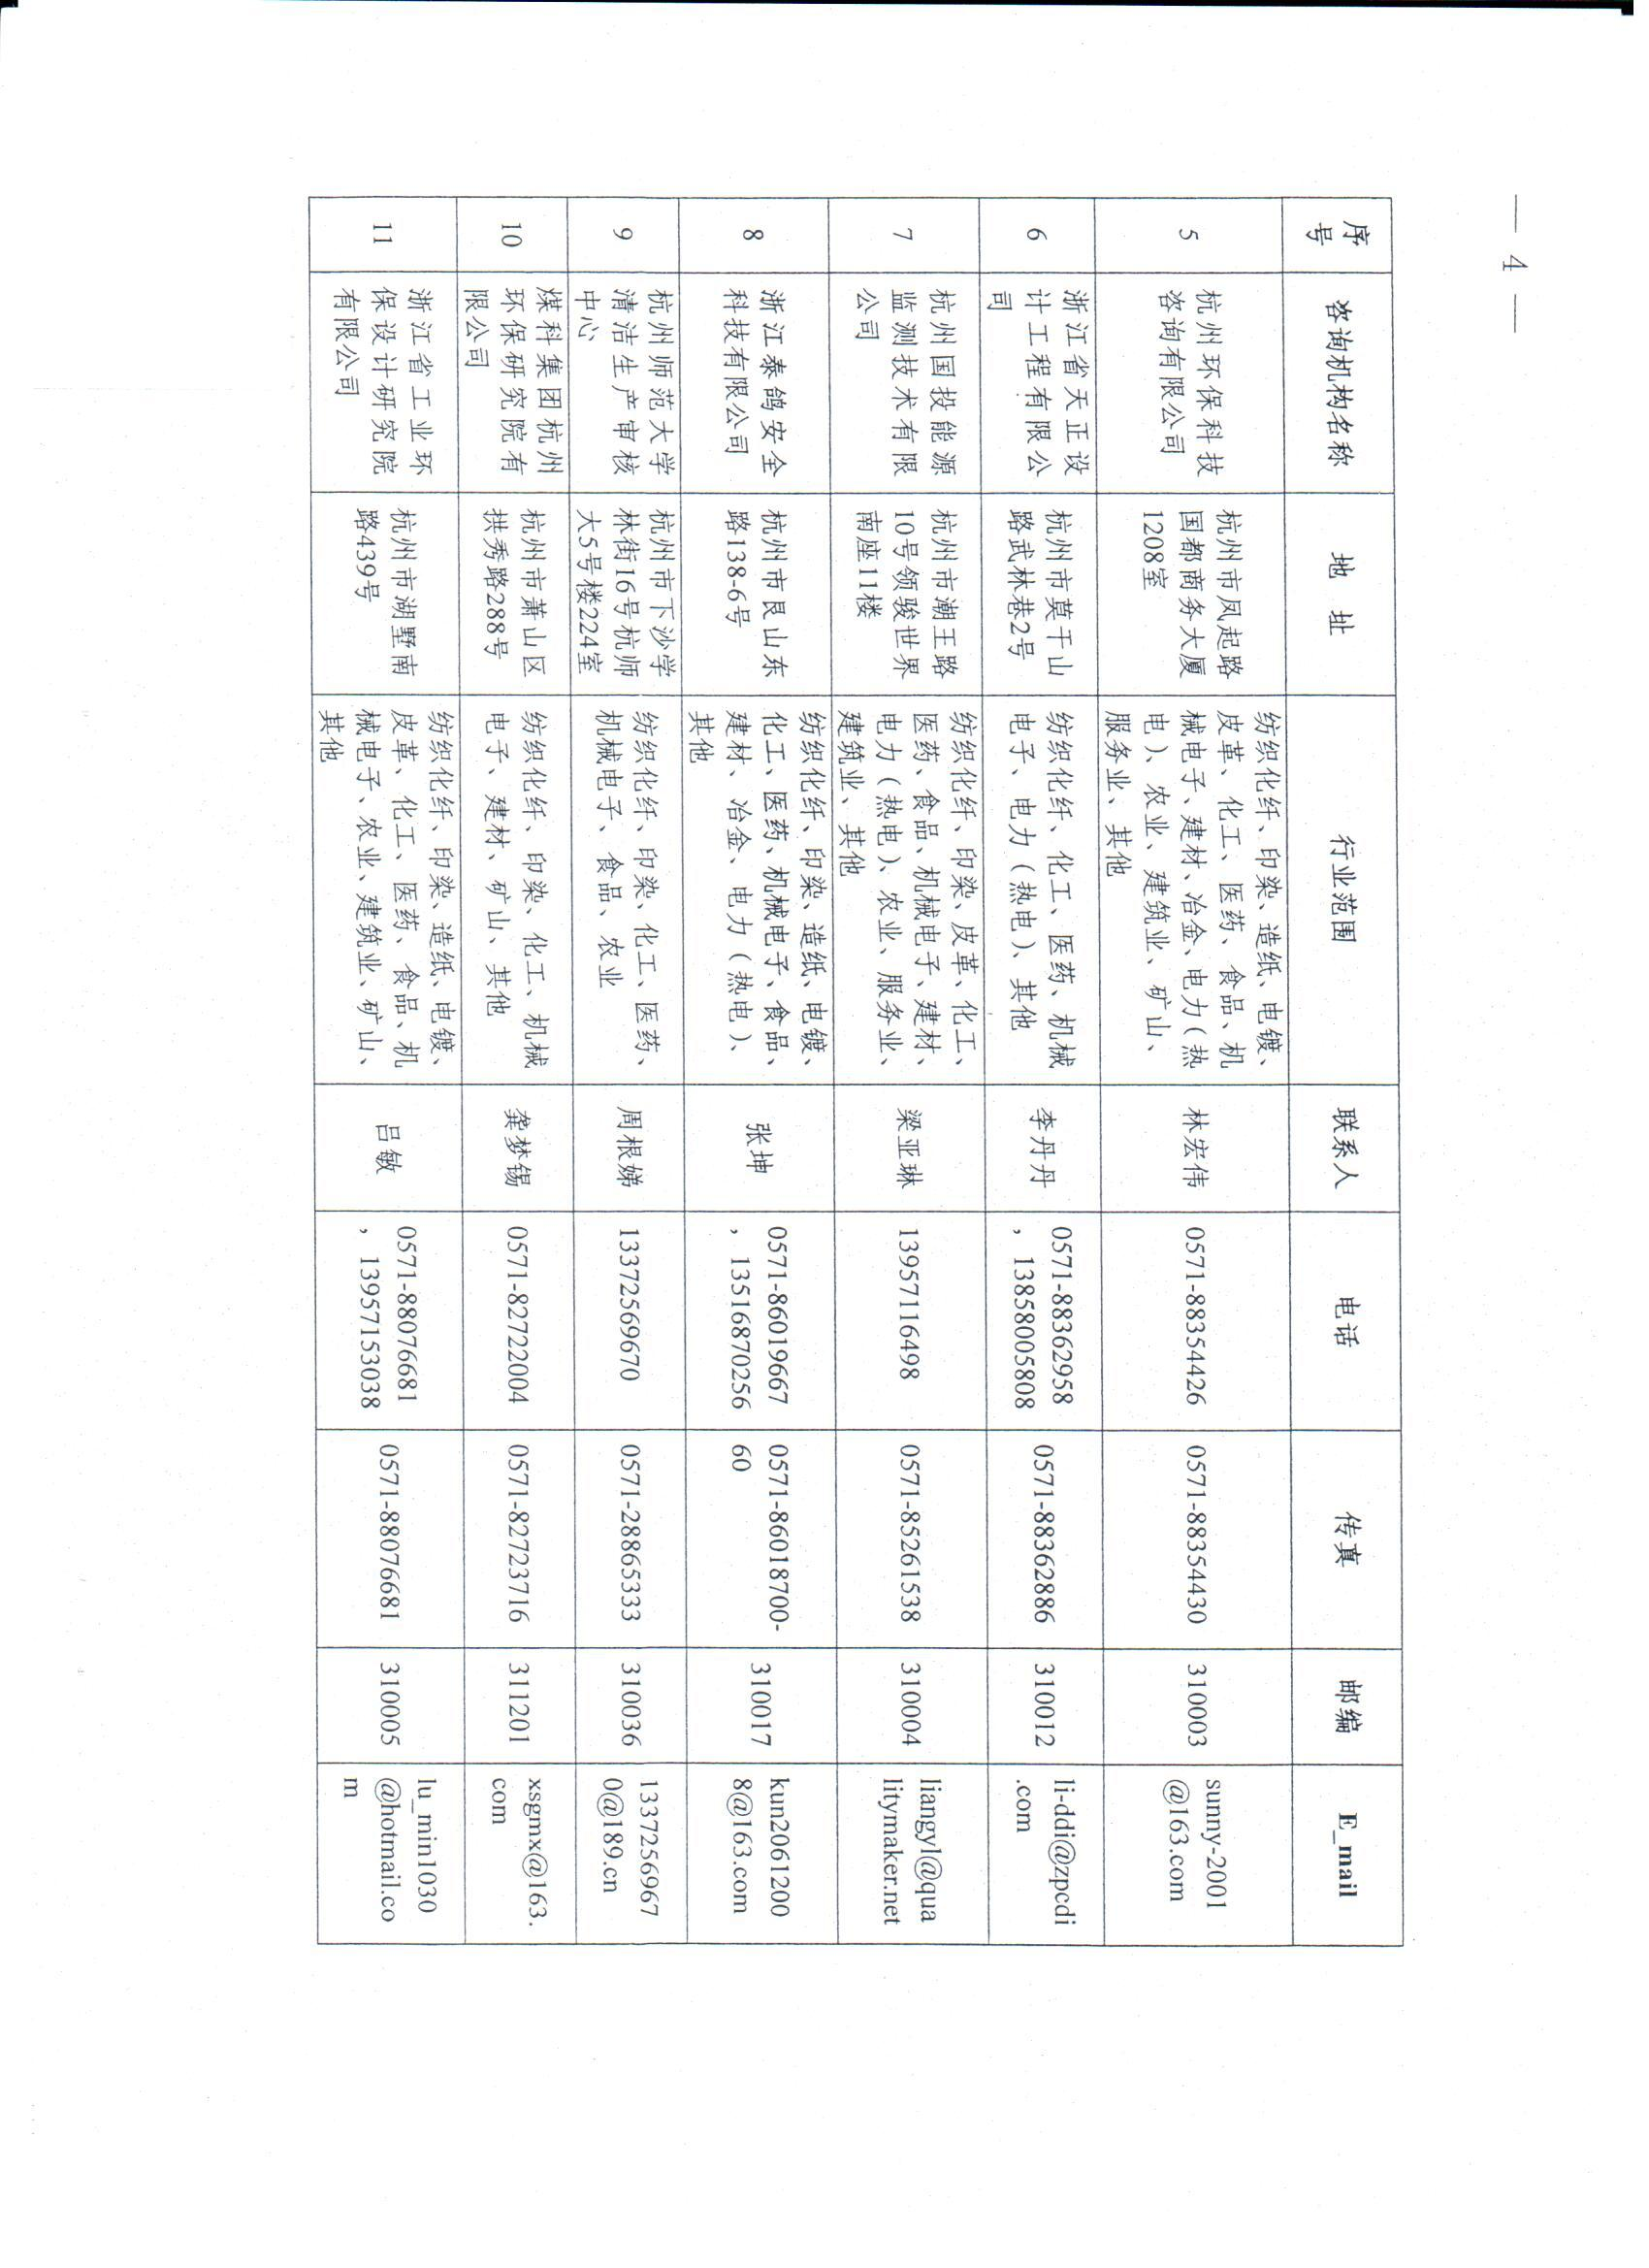 — 4 —
序号
咨询机构名称
地 址
行业范围
联系人
电话
传真
邮编
E_mail
5
杭州环保科技
咨询有限公司
杭州市凤起路
国都商务大厦
1208室
纺织化纤、印染、造纸、电镀、
皮革、化工、医药、食品、机
械电子、建材、冶金、电力(热
电)、农业、建筑业、矿山、
服务业、其他
林宏伟
0571-88354426
0571-88354430
310003
sunny-2001
@163.com
6
浙江省天正设
计工程有限公
司
杭州市莫干山
路武林巷2号
纺织化纤、化工、医药、机械
电子、电力(热电)、其他
李丹丹
0571-88362958
,13858005808
0571-88362886
310012
li-ddi@zpcdi
.com
7
杭州国投能源
监测技术有限
公司
杭州市潮王路
10号领骏世界
南座11楼
纺织化纤、印染、皮革、化工、
医药、食品、机械电子、建材、
电力(热电)、农业、服务业、
建筑业、其他
梁亚琳
13957116498
0571-85261538
310004
liangyl@qua
litymaker.net
8
浙江泰鸽安全
科技有限公司
杭州市艮山东
路138-6号
纺织化纤、印染、造纸、电镀、
化工、医药、机械电子、食品、
建材、冶金、电力(热电)、
其他
张坤
0571-86019667
,13516870256
0571-86018700-
60
310017
kun2061200
8@163.com
9
杭州师范大学
清洁生产审核
中心
杭州市下沙学
林街16号杭师
大5号楼224室
纺织化纤、印染、化工、医药、
机械电子、食品、农业
周根娣
13372569670
0571-28865333
310036
1337256967
0@189.cn
10
煤科集团杭州
环保研究院有
限公司
杭州市萧山区
拱秀路288号
纺织化纤、印染、化工、机械
电子、建材、矿山、其他
龚梦锡
0571-82722004
0571-82723716
311201
xsgmx@163.
com
11
浙江省工业环
保设计研究院
有限公司
杭州市湖墅南
路439号
纺织化纤、印染、造纸、电镀、
皮革、化工、医药、食品、机
械电子、农业、建筑业、矿山、
其他
吕敏
0571-88076681
,13957153038
0571-88076681
310005
lu_min1030
@hotmail.co
m